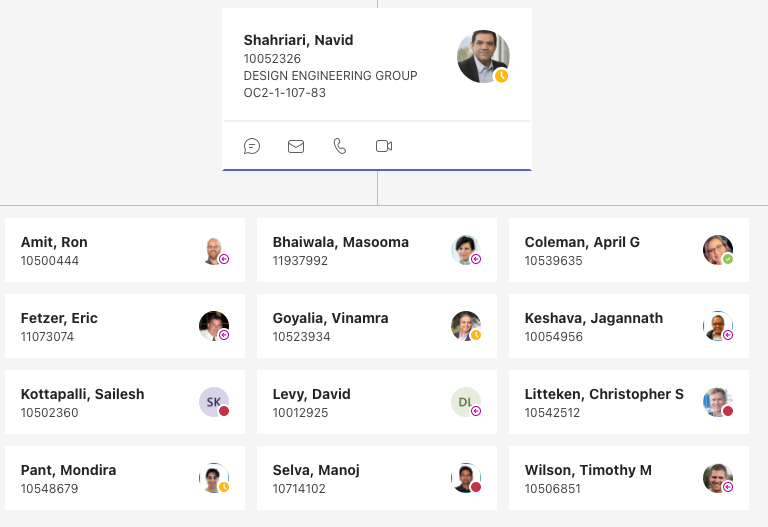 Shahriari, Navid
10052326
DESIGN ENGINEERING GROUP
OC2-1-107-83
Amit, Ron
10500444
Bhaiwala, Masooma
11937992
Coleman, April G
10539635
Fetzer, Eric
11073074
Goyalia, Vinamra
10523934
Keshava, Jagannath
10054956
Kottapalli, Sailesh
10502360
SK
Levy, David
10012925
DL
Litteken, Christopher S
10542512
Pant, Mondira
10548679
Selva, Manoj
10714102
Wilson, Timothy M
10506851